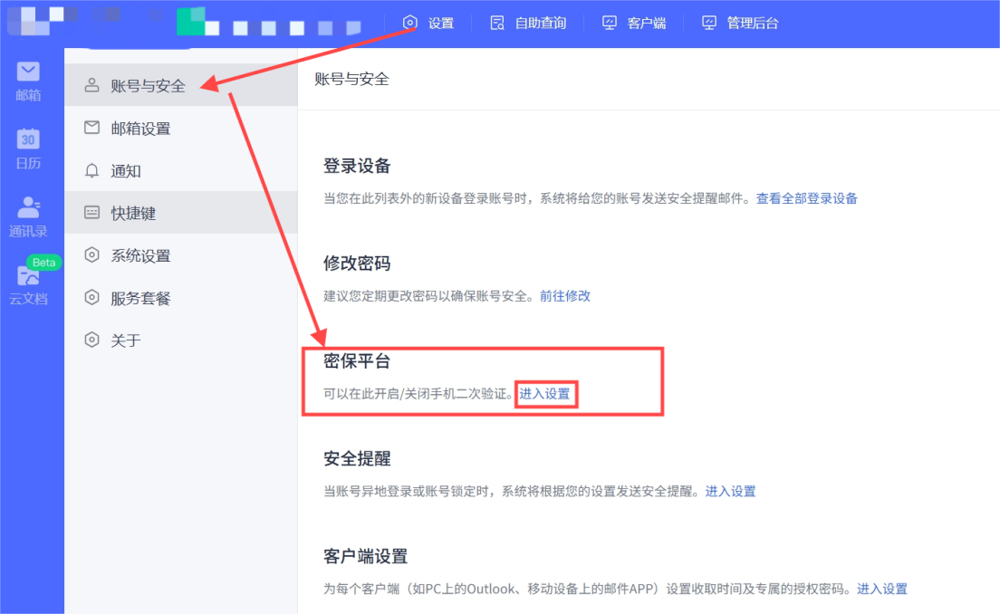 设置 自助查询 客户端 管理后台
邮箱
30
日历
通讯录
Beta
云文档
账号与安全
邮箱设置
通知
快捷键
系统设置
服务套餐
关于
账号与安全
登录设备
当您在此列表外的新设备登录账号时，系统将给您的账号发送安全提醒邮件。查看全部登录设备
修改密码
建议您定期更改密码以确保账号安全。前往修改
密保平台
可以在此开启/关闭手机二次验证。进入设置
安全提醒
当账号异地登录或账号锁定时，系统将根据您的设置发送安全提醒。进入设置
客户端设置
为每个客户端（如PC上的Outlook、移动设备上的邮件APP）设置收取时间及专属的授权密码。进入设置